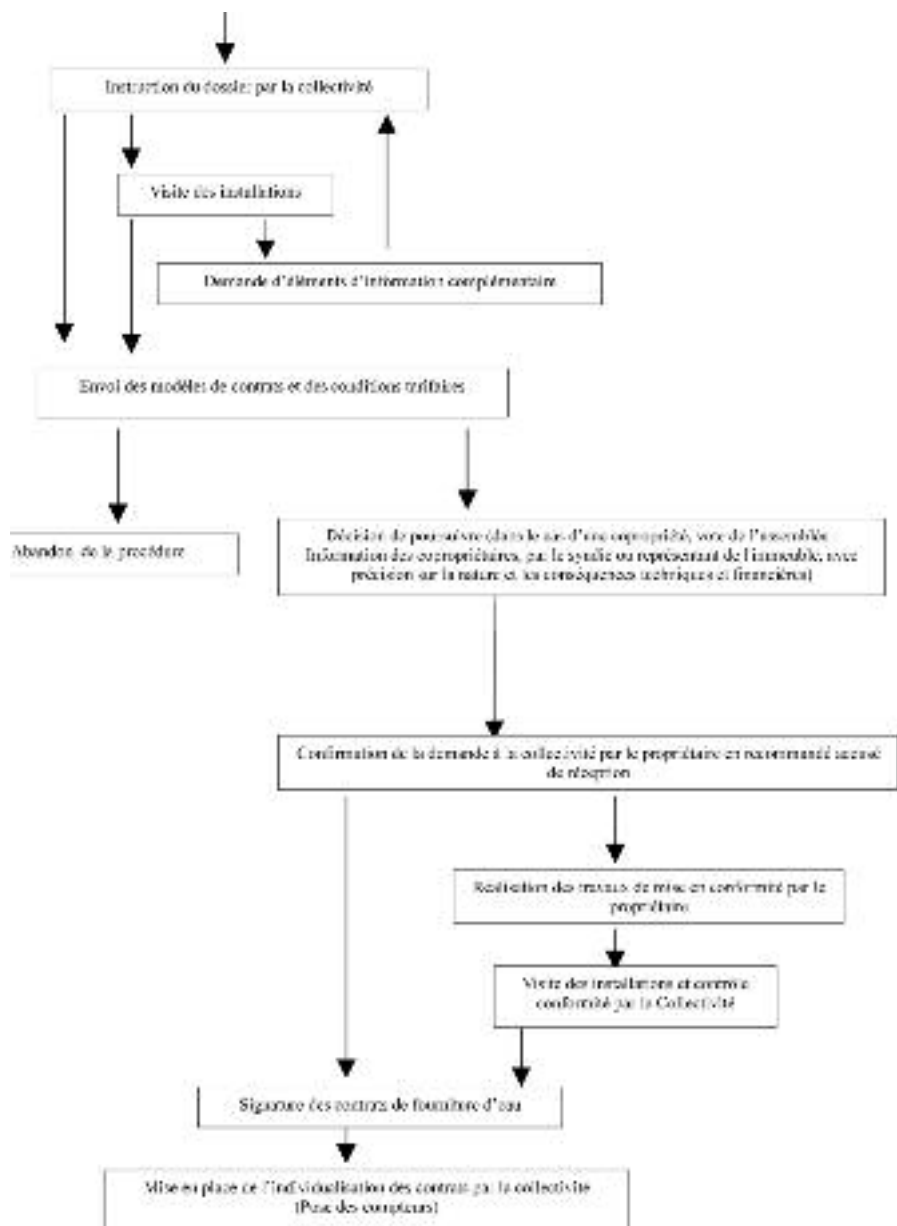 Instruction du dossier par la collectivité
Visite des installations
Demande d'éléments d'information complémentaire
Envoi des modèles de contrats et des conditions tarifaires
Abandon de la procédure
Décision de poursuivre (dans le cas d'une copropriété, vote de l'assemblée
Information des copropriétaires, par le syndic ou représentant de l'immeuble, avec
précision sur la nature et les conséquences techniques et financières)
Confirmation de la demande à la collectivité par le propriétaire en recommandé accusé
de réception
Réalisation des travaux de mise en conformité par le
propriétaire
Visite des installations et contrôle
conformité par la Collectivité
Signature des contrats de fourniture d'eau
Mise en place de l'individualisation des contrats par la collectivité
(Pose des compteurs)